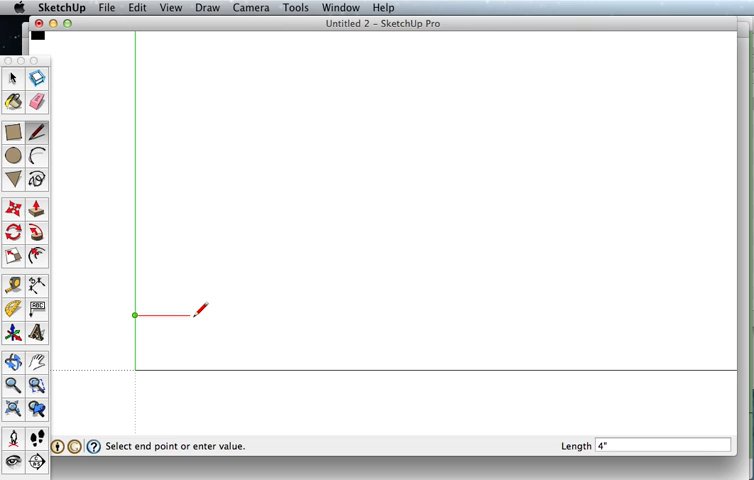 SketchUp File Edit View Draw Camera Tools Window Help
Untitled 2 – SketchUp Pro
ABC
Select end point or enter value.
Length 4"